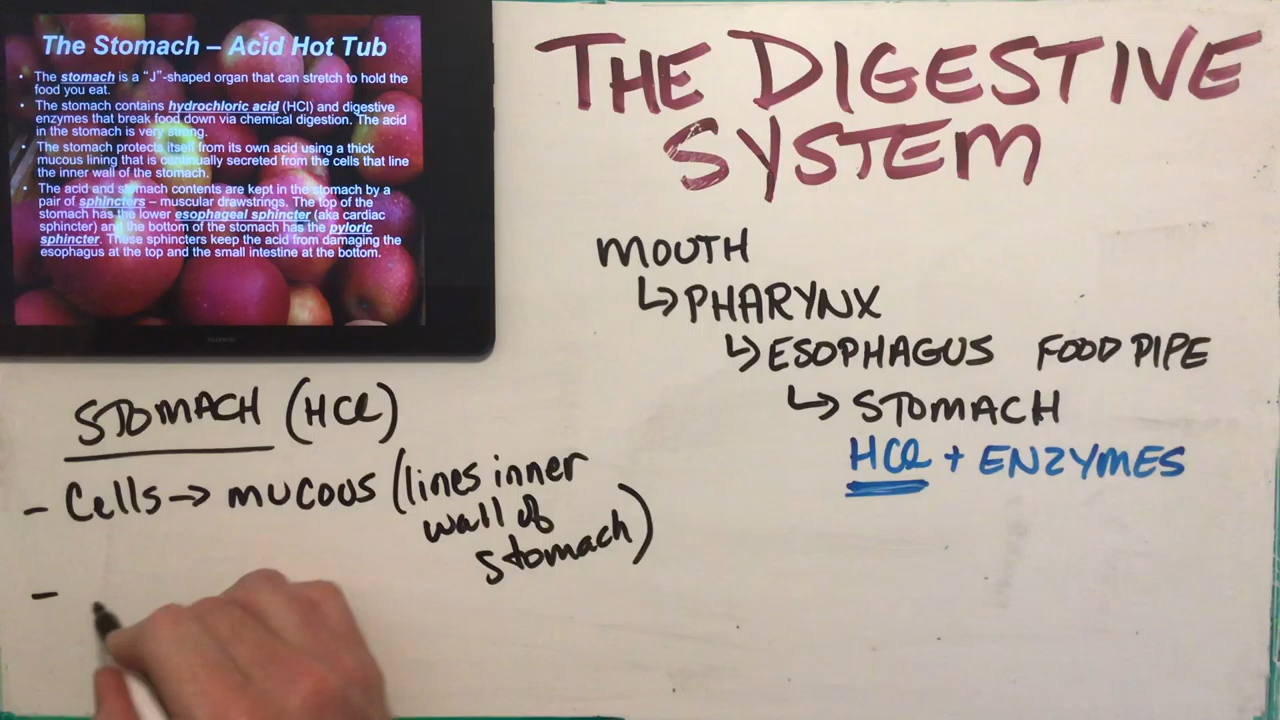 The Stomach – Acid Hot Tub
• The stomach is a “J”-shaped organ that can stretch to hold the
food you eat.
• The stomach contains hydrochloric acid (HCl) and digestive
enzymes that break food down via chemical digestion. The acid
in the stomach is very strong.
• The stomach protects itself from its own acid using a thick
mucous lining that is continually secreted from the cells that line
the inner wall of the stomach.
• The acid and stomach contents are kept in the stomach by a
pair of sphincters – muscular drawstrings. The top of the
stomach has the lower esophageal sphincter (aka cardiac
sphincter) and the bottom of the stomach has the pyloric
sphincter. These sphincters keep the acid from damaging the
esophagus at the top and the small intestine at the bottom.
THE DIGESTIVE
SYSTEM
MOUTH
↳ PHARYNX
↳ ESOPHAGUS FOOD PIPE
↳ STOMACH
HCl + ENZYMES
STOMACH (HCl)
- Cells → mucous (lines inner
wall of
stomach)
-